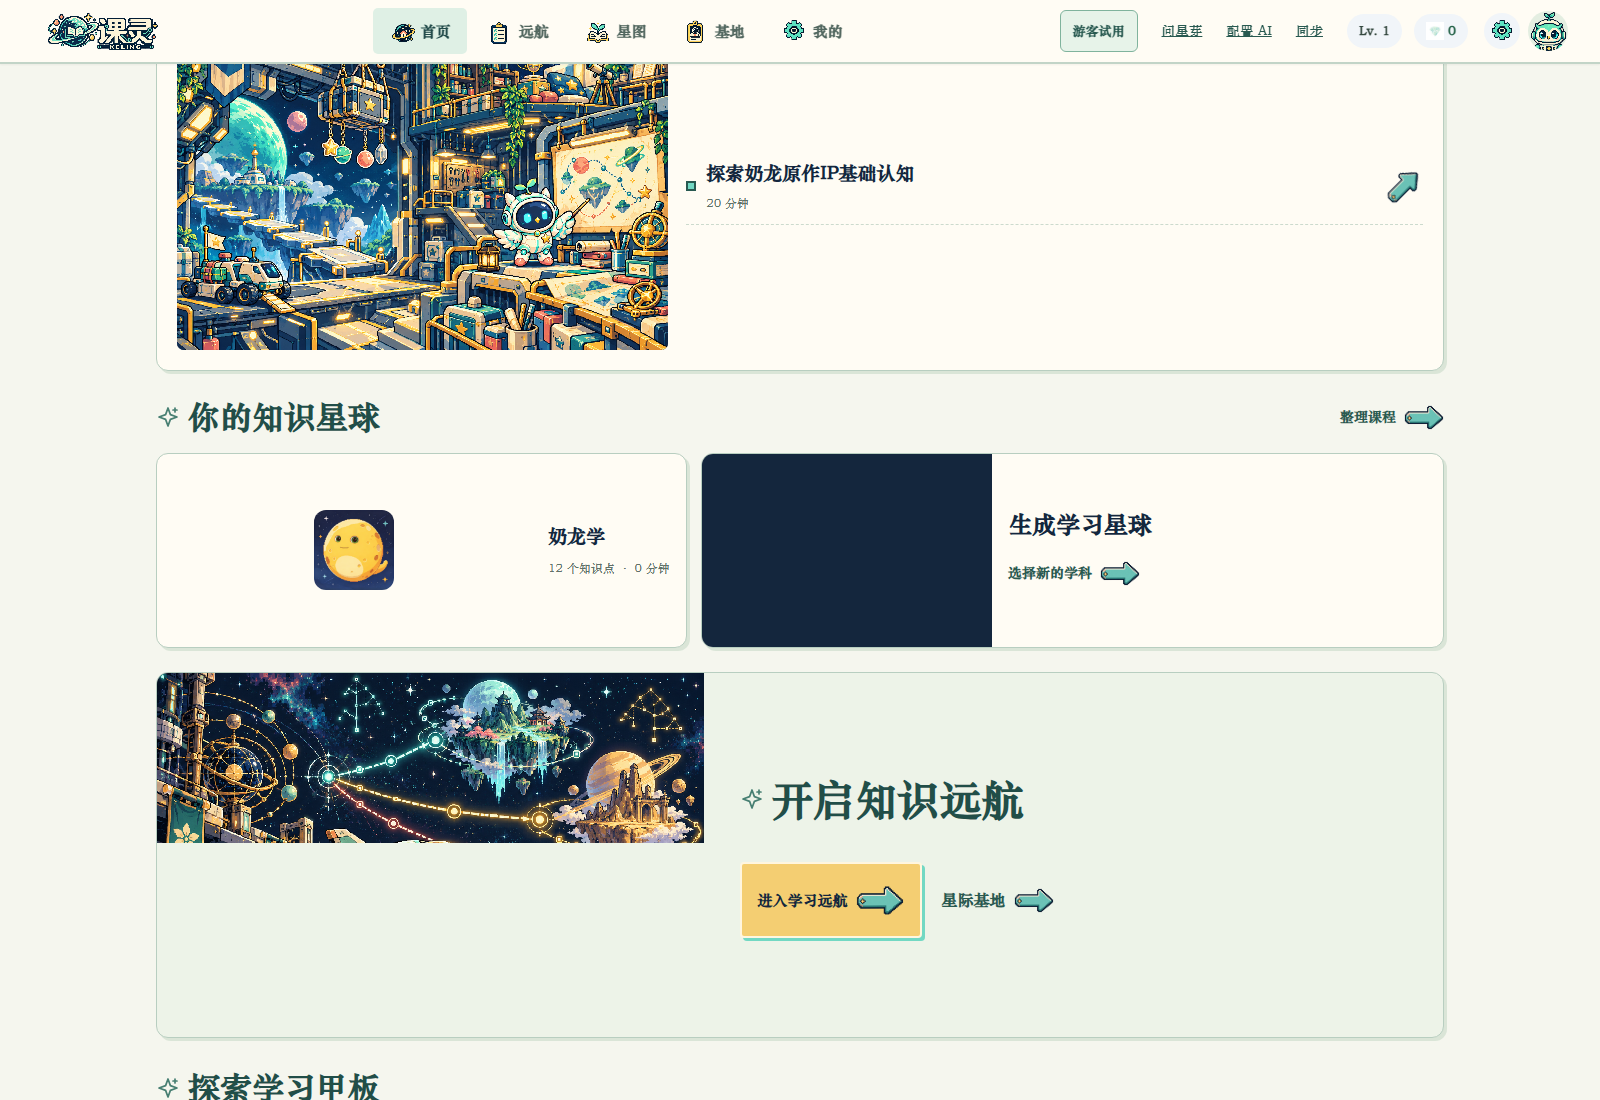 课灵
KELING
首页
远航
星图
基地
我的
游客试用
问星芽
配置 AI
同步
Lv. 1
0
探索奶龙原作IP基础认知
20 分钟
你的知识星球
整理课程
奶龙学
12 个知识点 · 0 分钟
生成学习星球
选择新的学科
开启知识远航
进入学习远航
星际基地
探索学习甲板